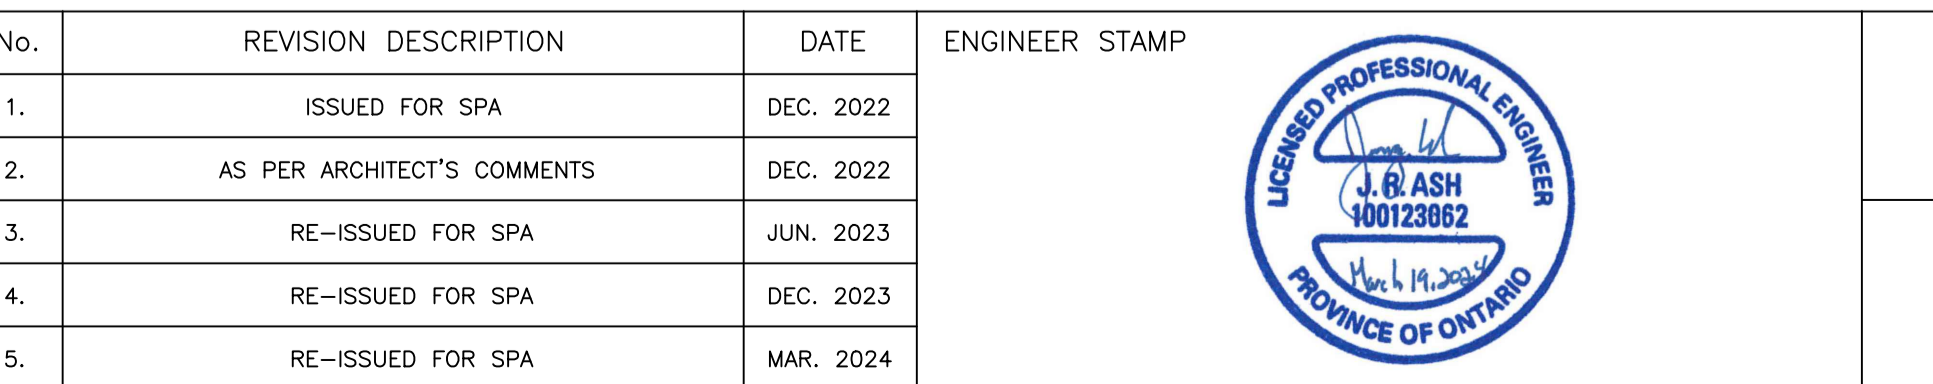 No. REVISION DESCRIPTION DATE ENGINEER STAMP
1. ISSUED FOR SPA DEC. 2022
2. AS PER ARCHITECT'S COMMENTS DEC. 2022
3. RE-ISSUED FOR SPA JUN. 2023
4. RE-ISSUED FOR SPA DEC. 2023
5. RE-ISSUED FOR SPA MAR. 2024
LICENSED PROFESSIONAL ENGINEER
J. R. ASH
100123062
March 19, 2024
PROVINCE OF ONTARIO